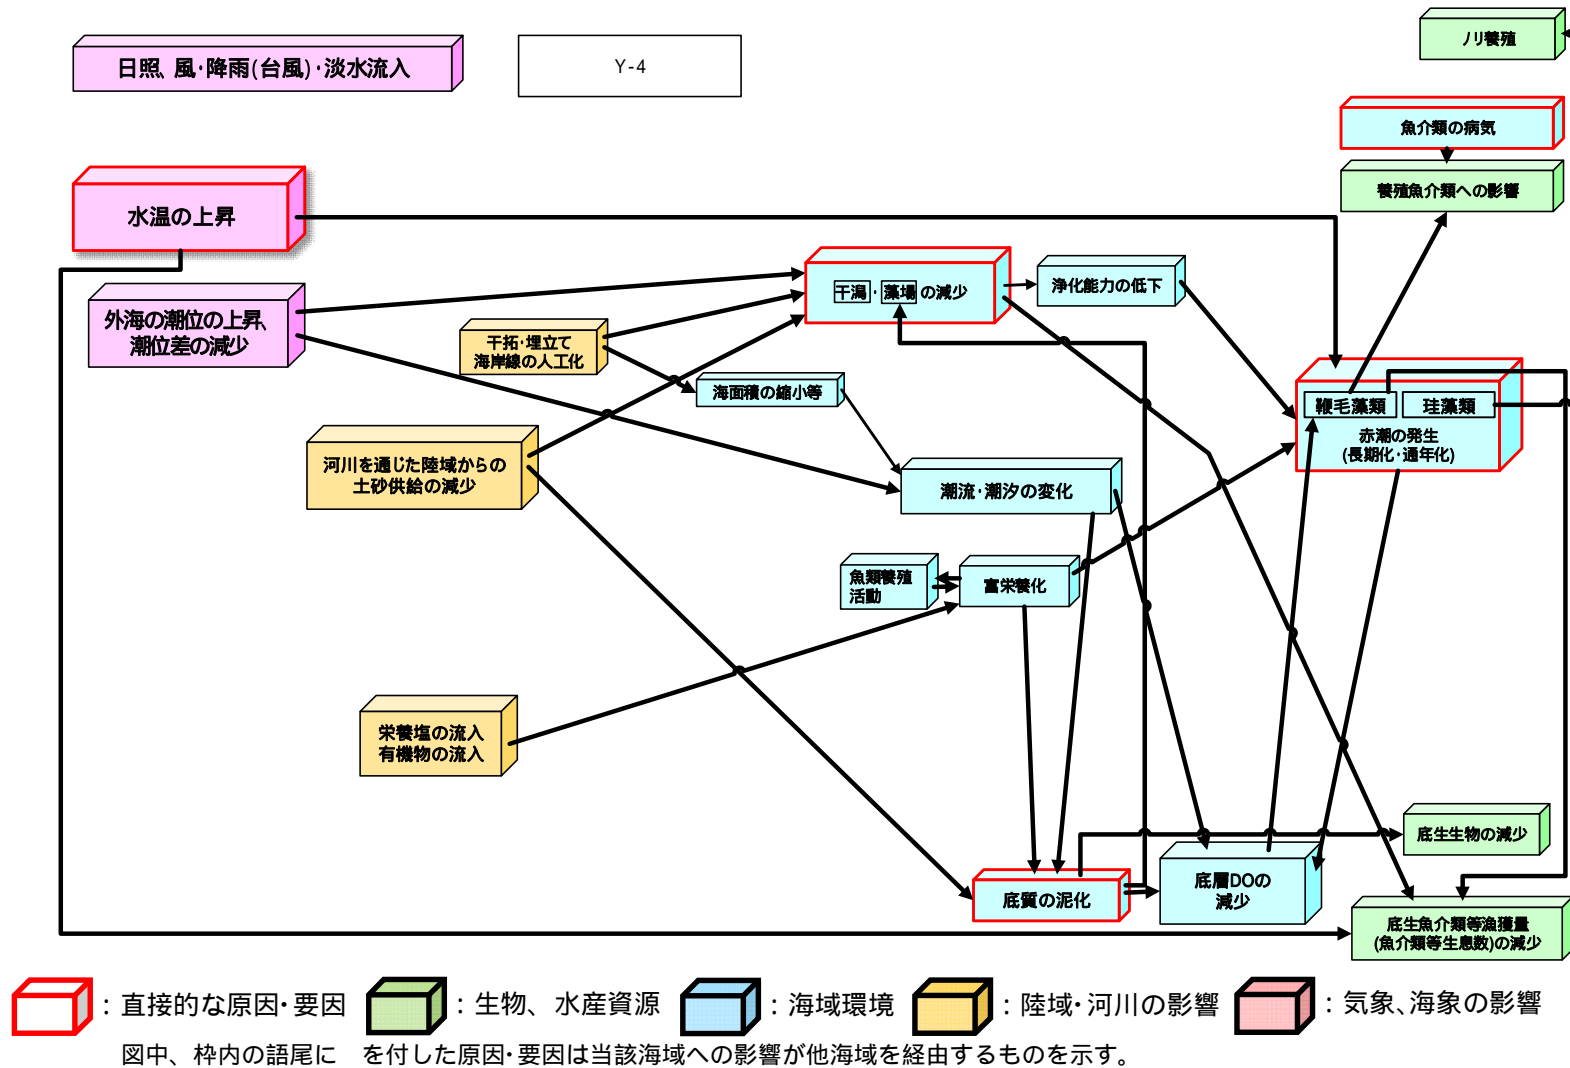 日照、風・降雨(台風)・淡水流入
Y-4
ノリ養殖
魚介類の病気
養殖魚介類への影響
水温の上昇
外海の潮位の上昇、
潮位差の減少
干潟・藻場の減少
浄化能力の低下
干拓・埋立て
海岸線の人工化
海面積の縮小等
鞭毛藻類
珪藻類
赤潮の発生
(長期化・通年化)
河川を通じた陸域からの
土砂供給の減少
潮流・潮汐の変化
魚類養殖
活動
富栄養化
栄養塩の流入
有機物の流入
底生生物の減少
底質の泥化
底層DOの
減少
底生魚介類等漁獲量
(魚介類等生息数)の減少
：直接的な原因・要因
：生物、水産資源
：海域環境
：陸域・河川の影響
：気象、海象の影響
図中、枠内の語尾に　を付した原因・要因は当該海域への影響が他海域を経由するものを示す。